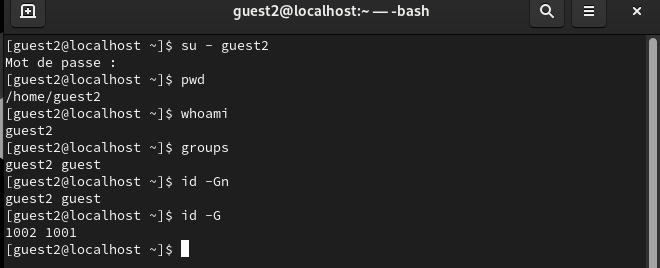 guest2@localhost:~ — -bash
[guest2@localhost ~]$ su - guest2
Mot de passe :
[guest2@localhost ~]$ pwd
/home/guest2
[guest2@localhost ~]$ whoami
guest2
[guest2@localhost ~]$ groups
guest2 guest
[guest2@localhost ~]$ id -Gn
guest2 guest
[guest2@localhost ~]$ id -G
1002 1001
[guest2@localhost ~]$